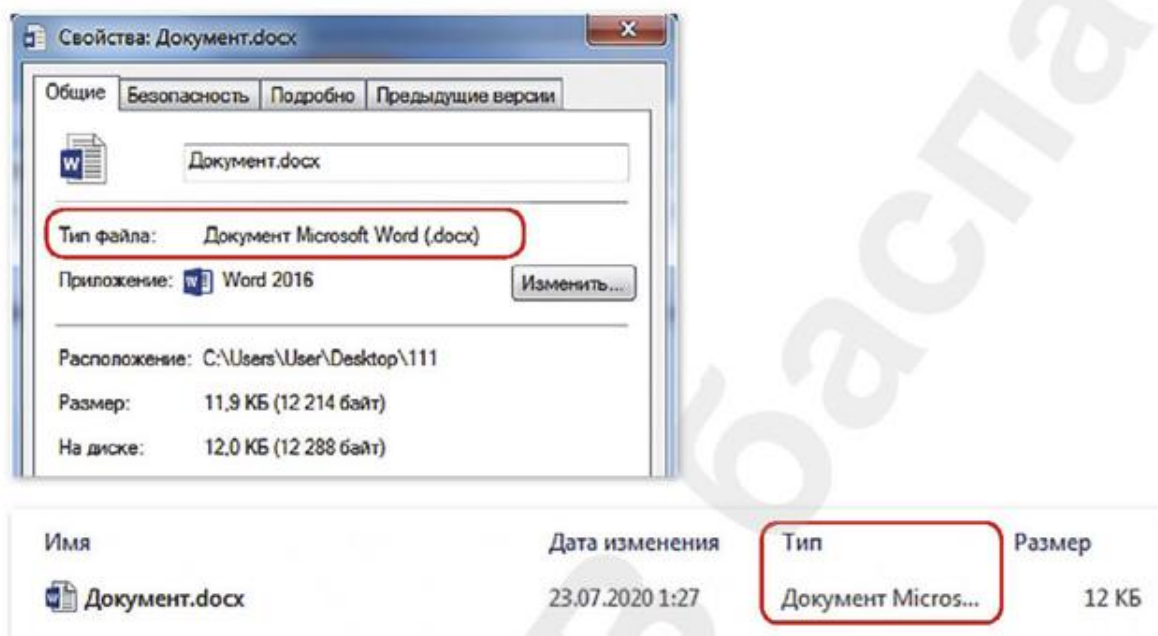 Свойства: Документ.docx
Общие Безопасность Подробно Предыдущие версии
Документ.docx
Тип файла: Документ Microsoft Word (.docx)
Приложение: Word 2016 Изменить...
Расположение: C:\Users\User\Desktop\111
Размер: 11,9 КБ (12 214 байт)
На диске: 12,0 КБ (12 288 байт)
Имя Дата изменения Тип Размер
Документ.docx 23.07.2020 1:27 Документ Micros... 12 КБ
баспа